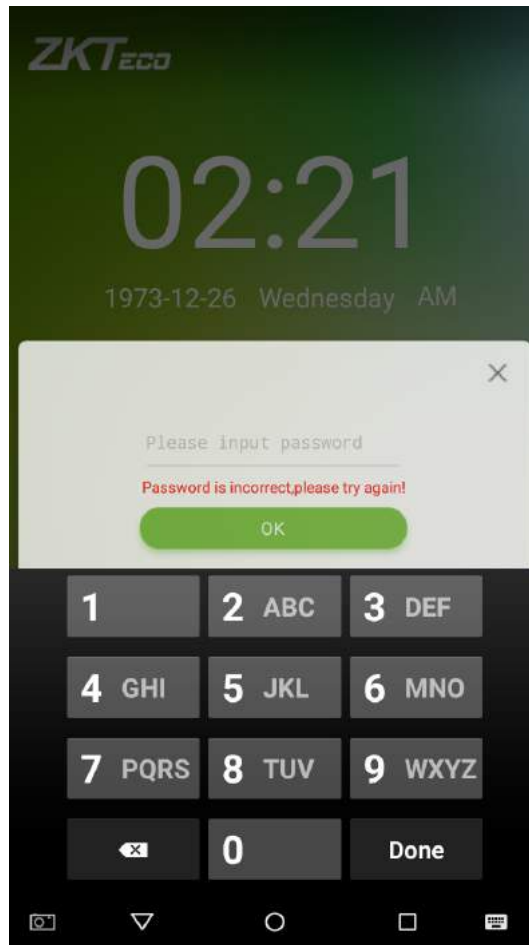 ZKTECO
02:21
1973-12-26 Wednesday AM
Please input password
Password is incorrect,please try again!
OK
1 2 ABC 3 DEF
4 GHI 5 JKL 6 MNO
7 PQRS 8 TUV 9 WXYZ
0 Done